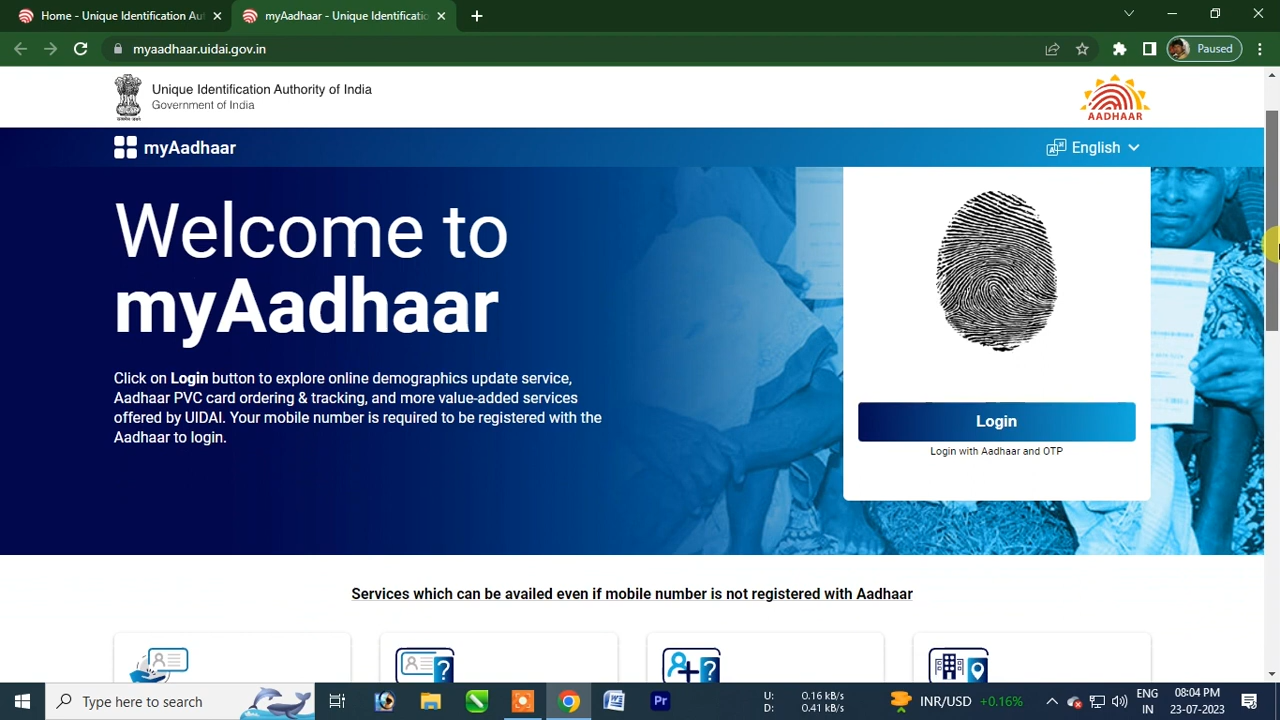 Home - Unique Identification Aut
myAadhaar - Unique Identificatio
myaadhaar.uidai.gov.in
Paused
Unique Identification Authority of India
Government of India
AADHAAR
myAadhaar
English
Welcome to
myAadhaar
Click on Login button to explore online demographics update service,
Aadhaar PVC card ordering & tracking, and more value-added services
offered by UIDAI. Your mobile number is required to be registered with the
Aadhaar to login.
Login
Login with Aadhaar and OTP
Services which can be availed even if mobile number is not registered with Aadhaar
Type here to search
Pr
U: 0.16 kB/s
D: 0.41 kB/s
INR/USD +0.16%
ENG
IN
08:04 PM
23-07-2023